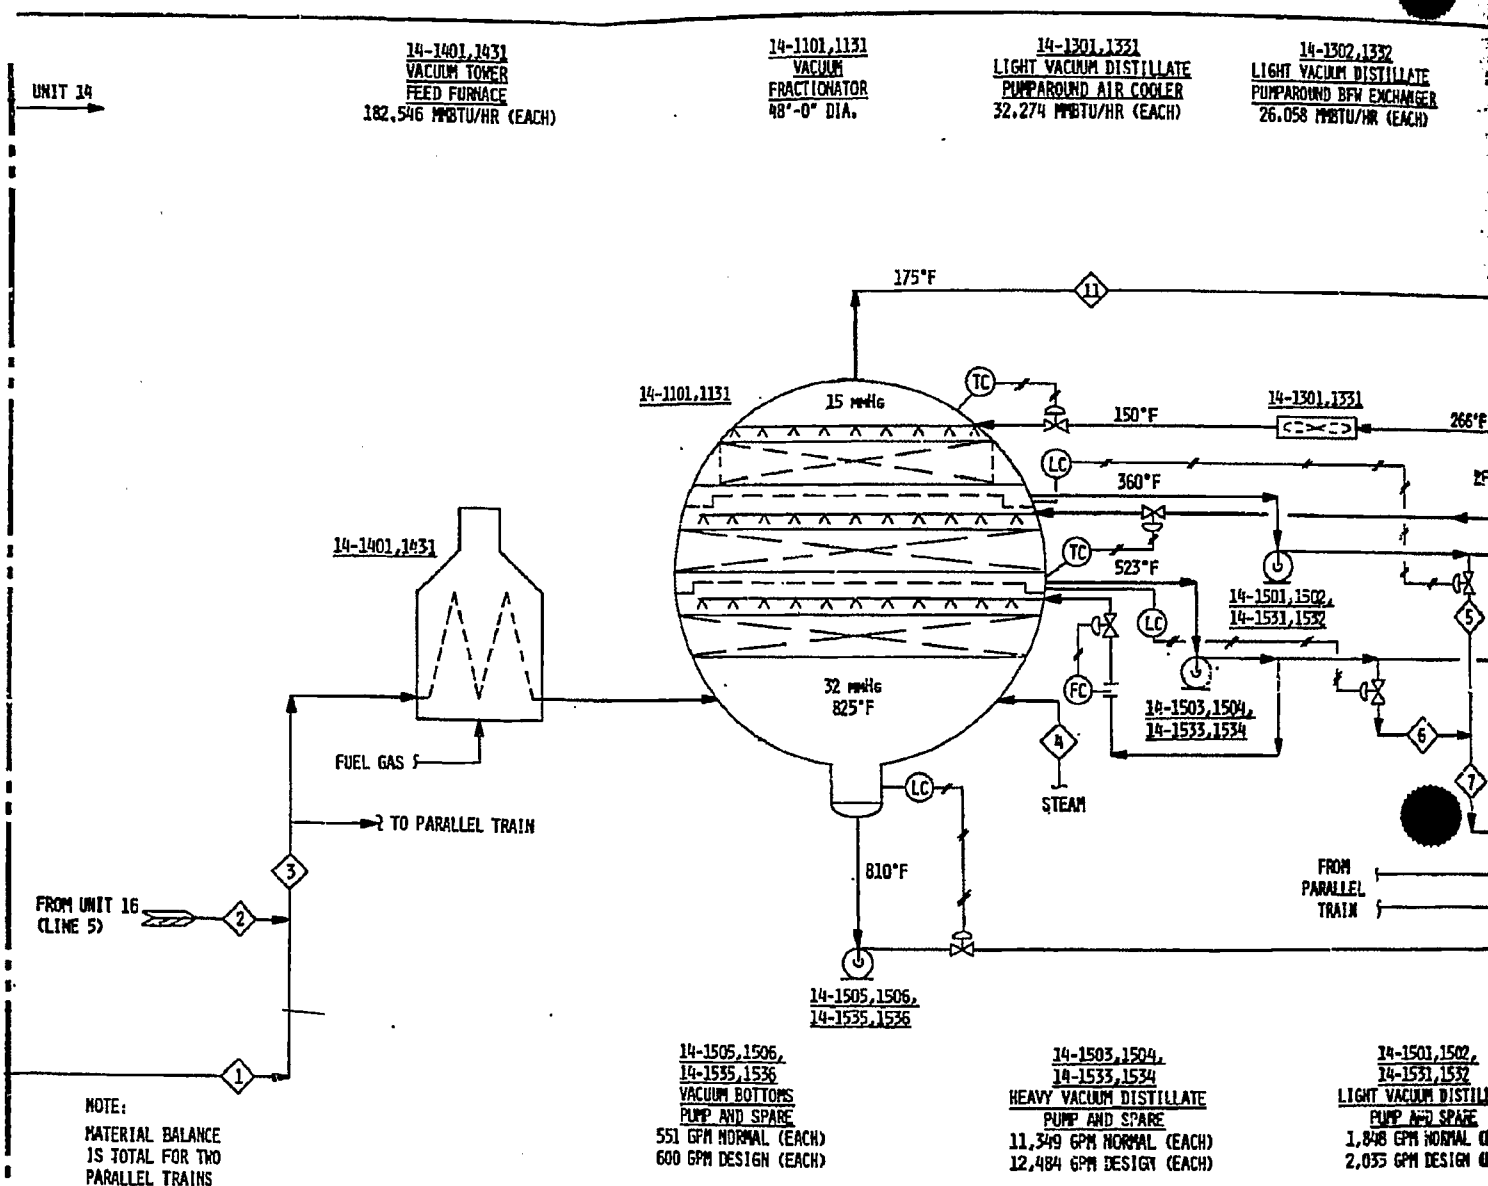 UNIT 14
14-1401,1431
VACUUM TOWER
FEED FURNACE
182.546 MMBTU/HR (EACH)
14-1101,1131
VACUUM
FRACTIONATOR
48'-0" DIA.
14-1301,1331
LIGHT VACUUM DISTILLATE
PUMPAROUND AIR COOLER
32.274 MMBTU/HR (EACH)
14-1302,1332
LIGHT VACUUM DISTILLATE
PUMPAROUND BFW EXCHANGER
26.058 MMBTU/HR (EACH)
175°F
11
14-1101,1131
15 MMHG
TC
150°F
14-1301,1331
266°F
LC
360°F
TC
523°F
14-1501,1502,
14-1531,1532
5
LC
14-1401,1431
32 MMHG
825°F
FC
14-1503,1504,
14-1533,1534
6
4
STEAM
7
FUEL GAS
TO PARALLEL TRAIN
LC
3
810°F
FROM UNIT 16
(LINE 5)
2
FROM
PARALLEL
TRAIN
14-1505,1506,
14-1535,1536
1
NOTE:
MATERIAL BALANCE
IS TOTAL FOR TWO
PARALLEL TRAINS
14-1505,1506,
14-1535,1536
VACUUM BOTTOMS
PUMP AND SPARE
551 GPM NORMAL (EACH)
600 GPM DESIGN (EACH)
14-1503,1504,
14-1533,1534
HEAVY VACUUM DISTILLATE
PUMP AND SPARE
11,349 GPM NORMAL (EACH)
12,484 GPM DESIGN (EACH)
14-1501,1502,
14-1531,1532
LIGHT VACUUM DISTIL
PUMP AND SPARE
1,848 GPM NORMAL
2,033 GPM DESIGN